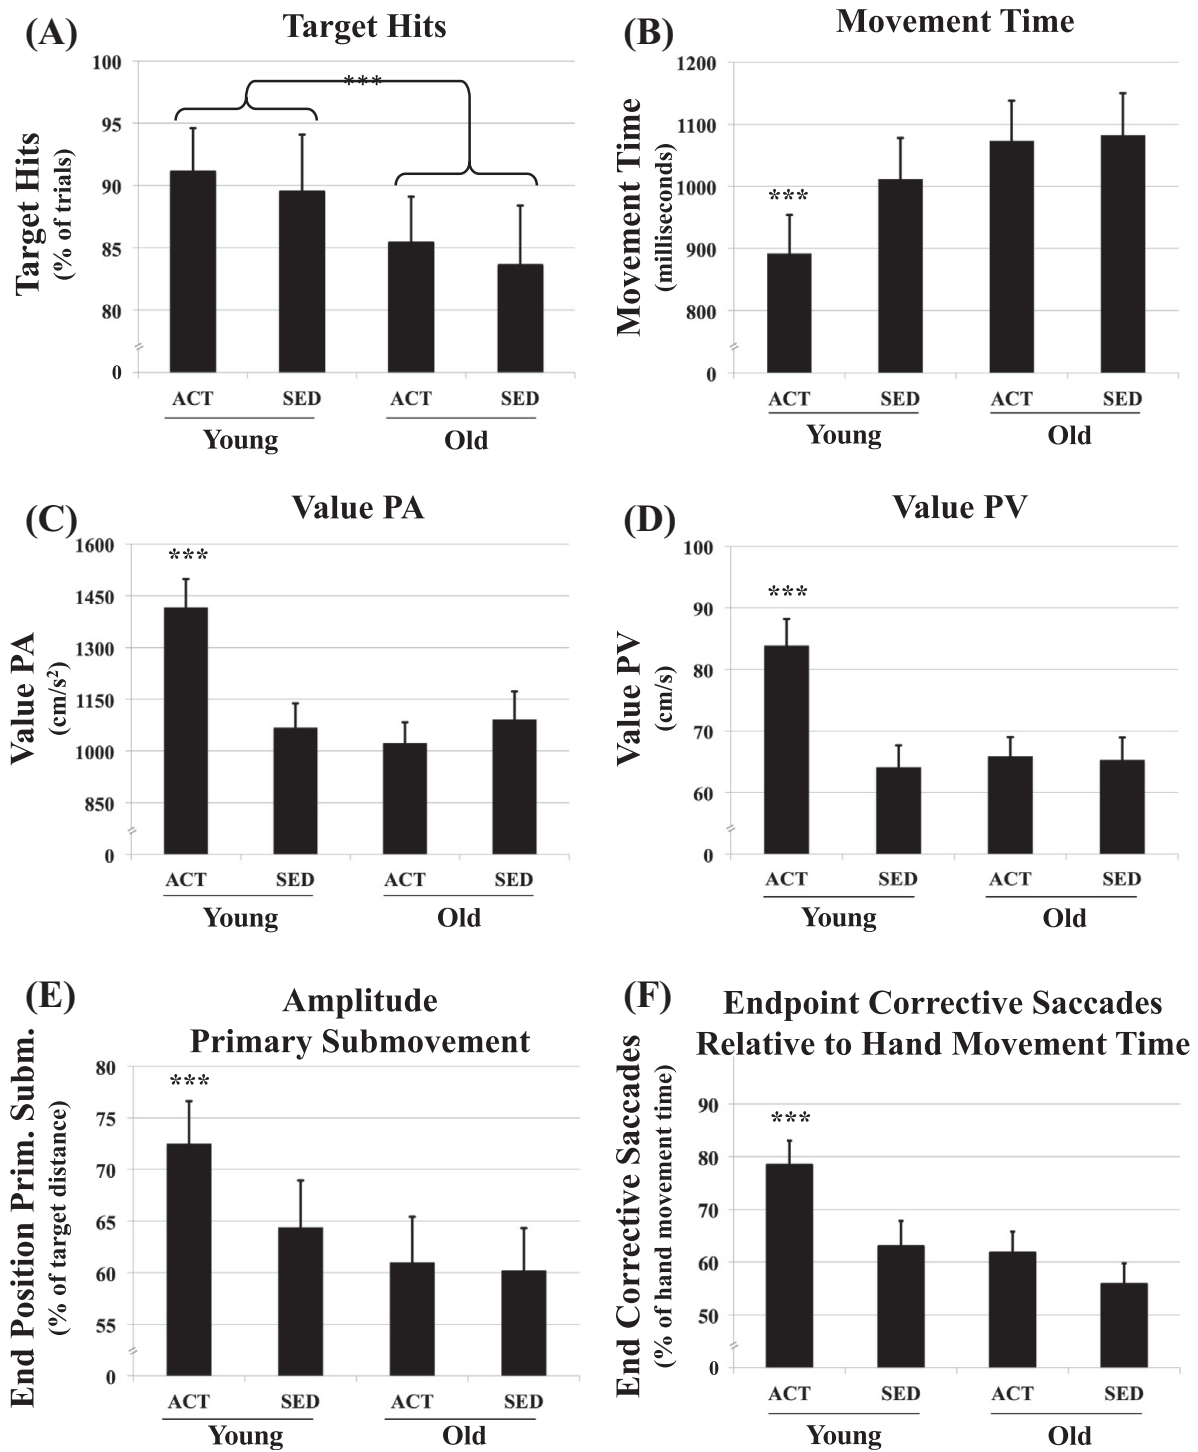 (A) Target Hits
Target Hits
(% of trials)
100
95
90
85
80
0
***
ACT SED ACT SED
Young Old
(B) Movement Time
Movement Time
(milliseconds)
1200
1100
1000
900
800
0
***
ACT SED ACT SED
Young Old
(C) Value PA
Value PA
(cm/s²)
1600
1450
1300
1150
1000
850
0
***
ACT SED ACT SED
Young Old
(D) Value PV
Value PV
(cm/s)
100
90
80
70
60
0
***
ACT SED ACT SED
Young Old
(E) Amplitude
Primary Submovement
End Position Prim. Subm.
(% of target distance)
80
75
70
65
60
55
0
***
ACT SED ACT SED
Young Old
(F) Endpoint Corrective Saccades
Relative to Hand Movement Time
End Corrective Saccades
(% of hand movement time)
90
80
70
60
50
0
***
ACT SED ACT SED
Young Old